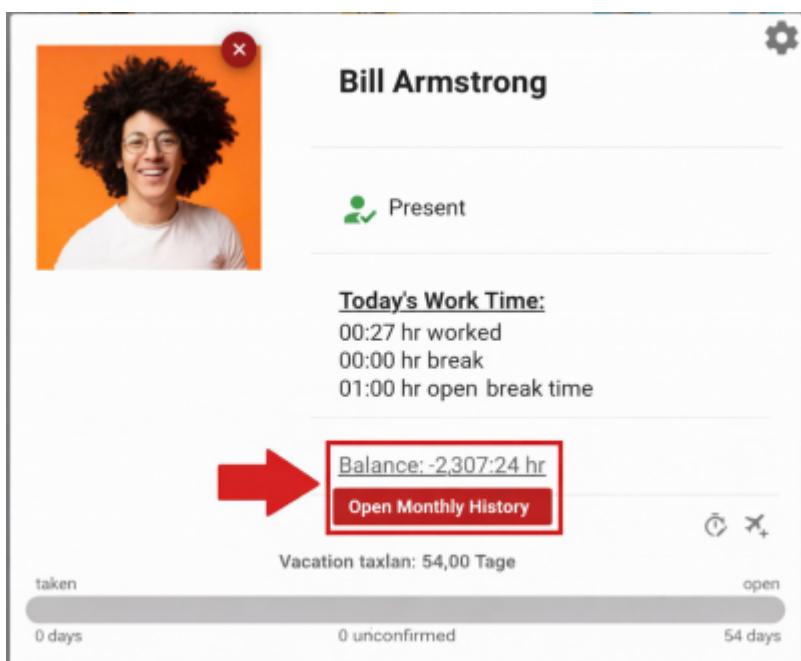 Bill Armstrong
Present
Today's Work Time:
00:27 hr worked
00:00 hr break
01:00 hr open break time
Balance: -2,307:24 hr
Open Monthly History
Vacation taxlan: 54,00 Tage
taken open
0 days 0 unconfirmed 54 days